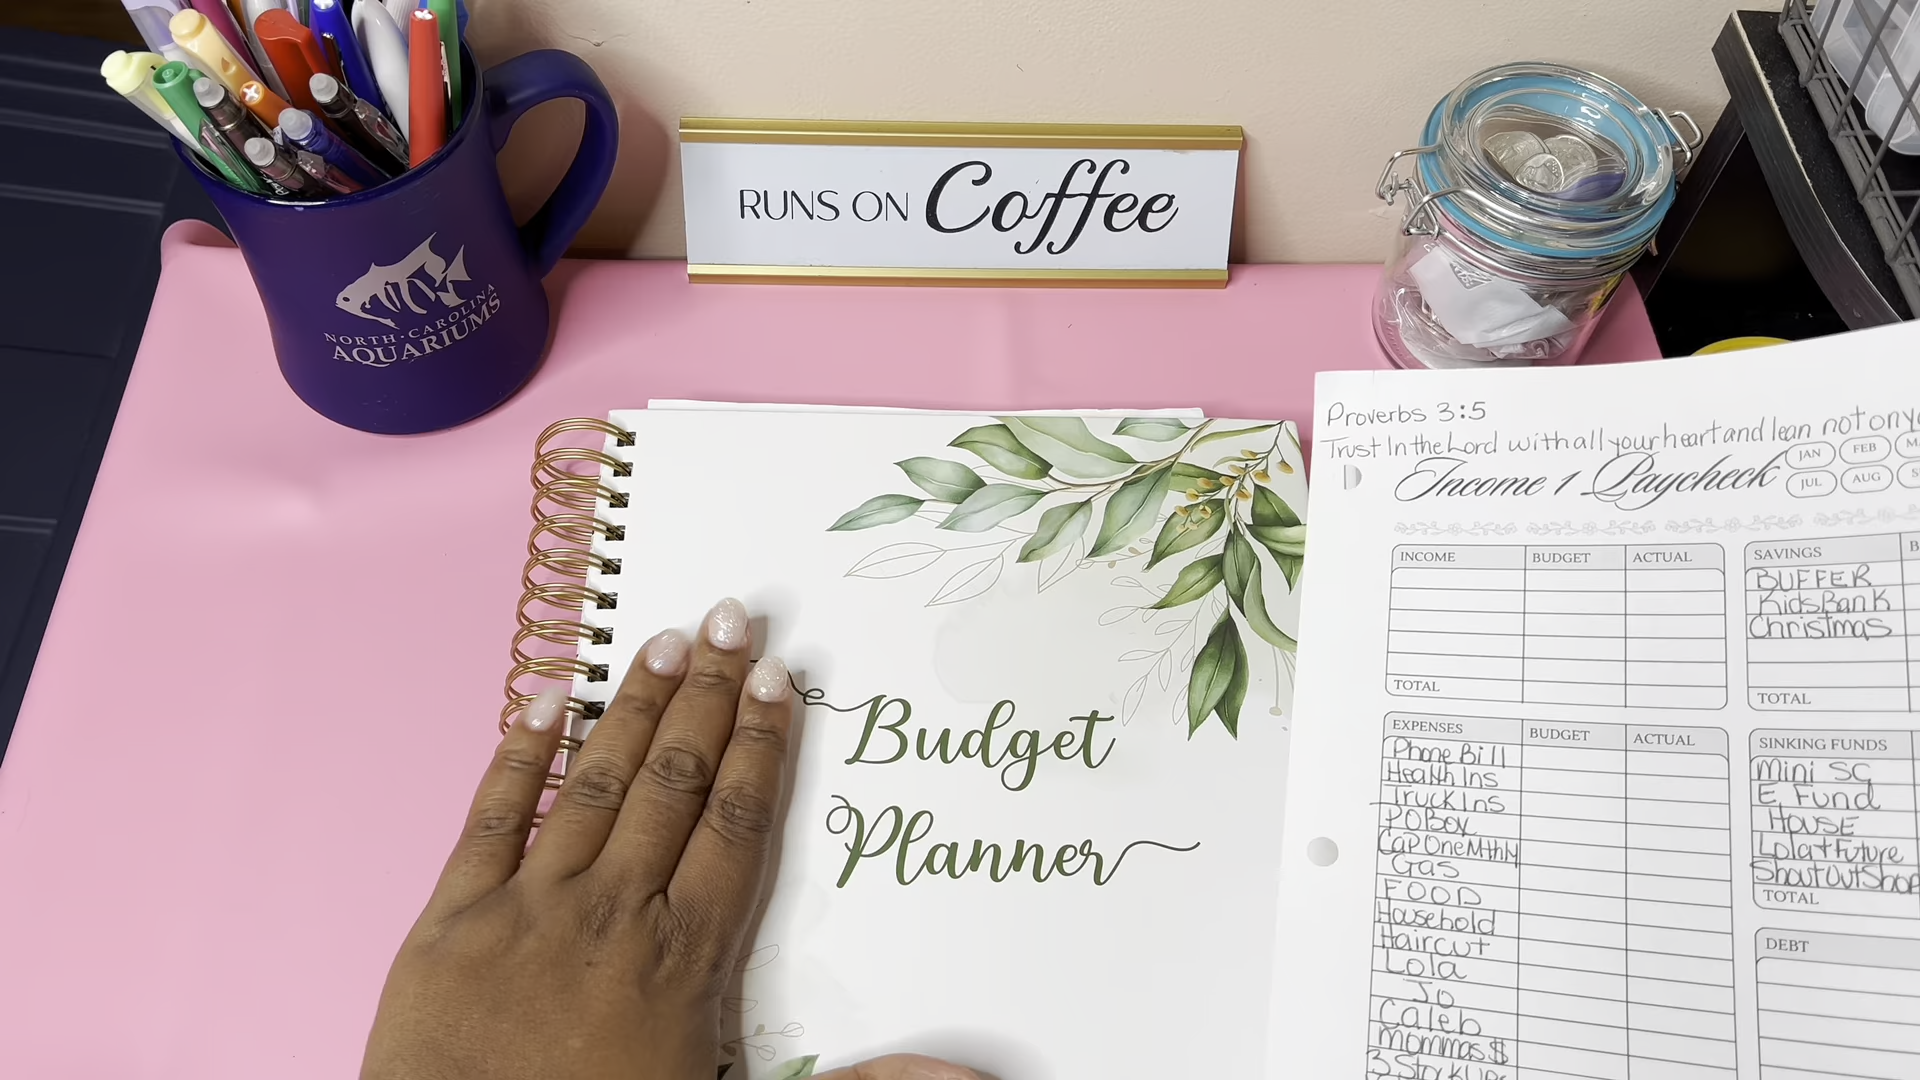 RUNS ON Coffee
NORTH CAROLINA
AQUARIUMS
Budget
Planner
Proverbs 3:5
Trust In the Lord with all your heart and lean not on
Income 1 Paycheck
JAN FEB
JUL AUG
INCOME BUDGET ACTUAL
TOTAL
SAVINGS
BUFFER
Kids Bank
Christmas
TOTAL
EXPENSES BUDGET ACTUAL
Phone Bill
Health Ins
Truck Ins
PO Box
Cap One Mthly
Gas
FOOD
Household
Haircut
Lola
Jo
Caleb
mommas $
SINKING FUNDS
Mini SG
E, Fund
HOUSE
Lola + Future
ShoutOutShop
TOTAL
DEBT